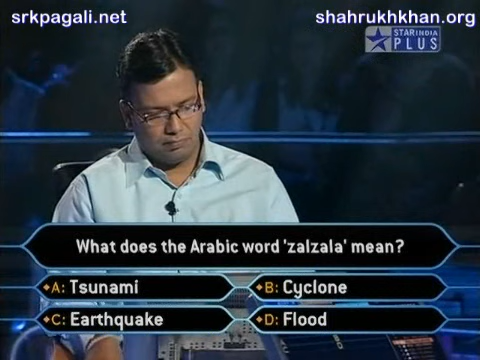 srkpagali.net
shahrukhkhan.org
STAR INDIA
PLUS
What does the Arabic word 'zalzala' mean?
A: Tsunami
B: Cyclone
C: Earthquake
D: Flood